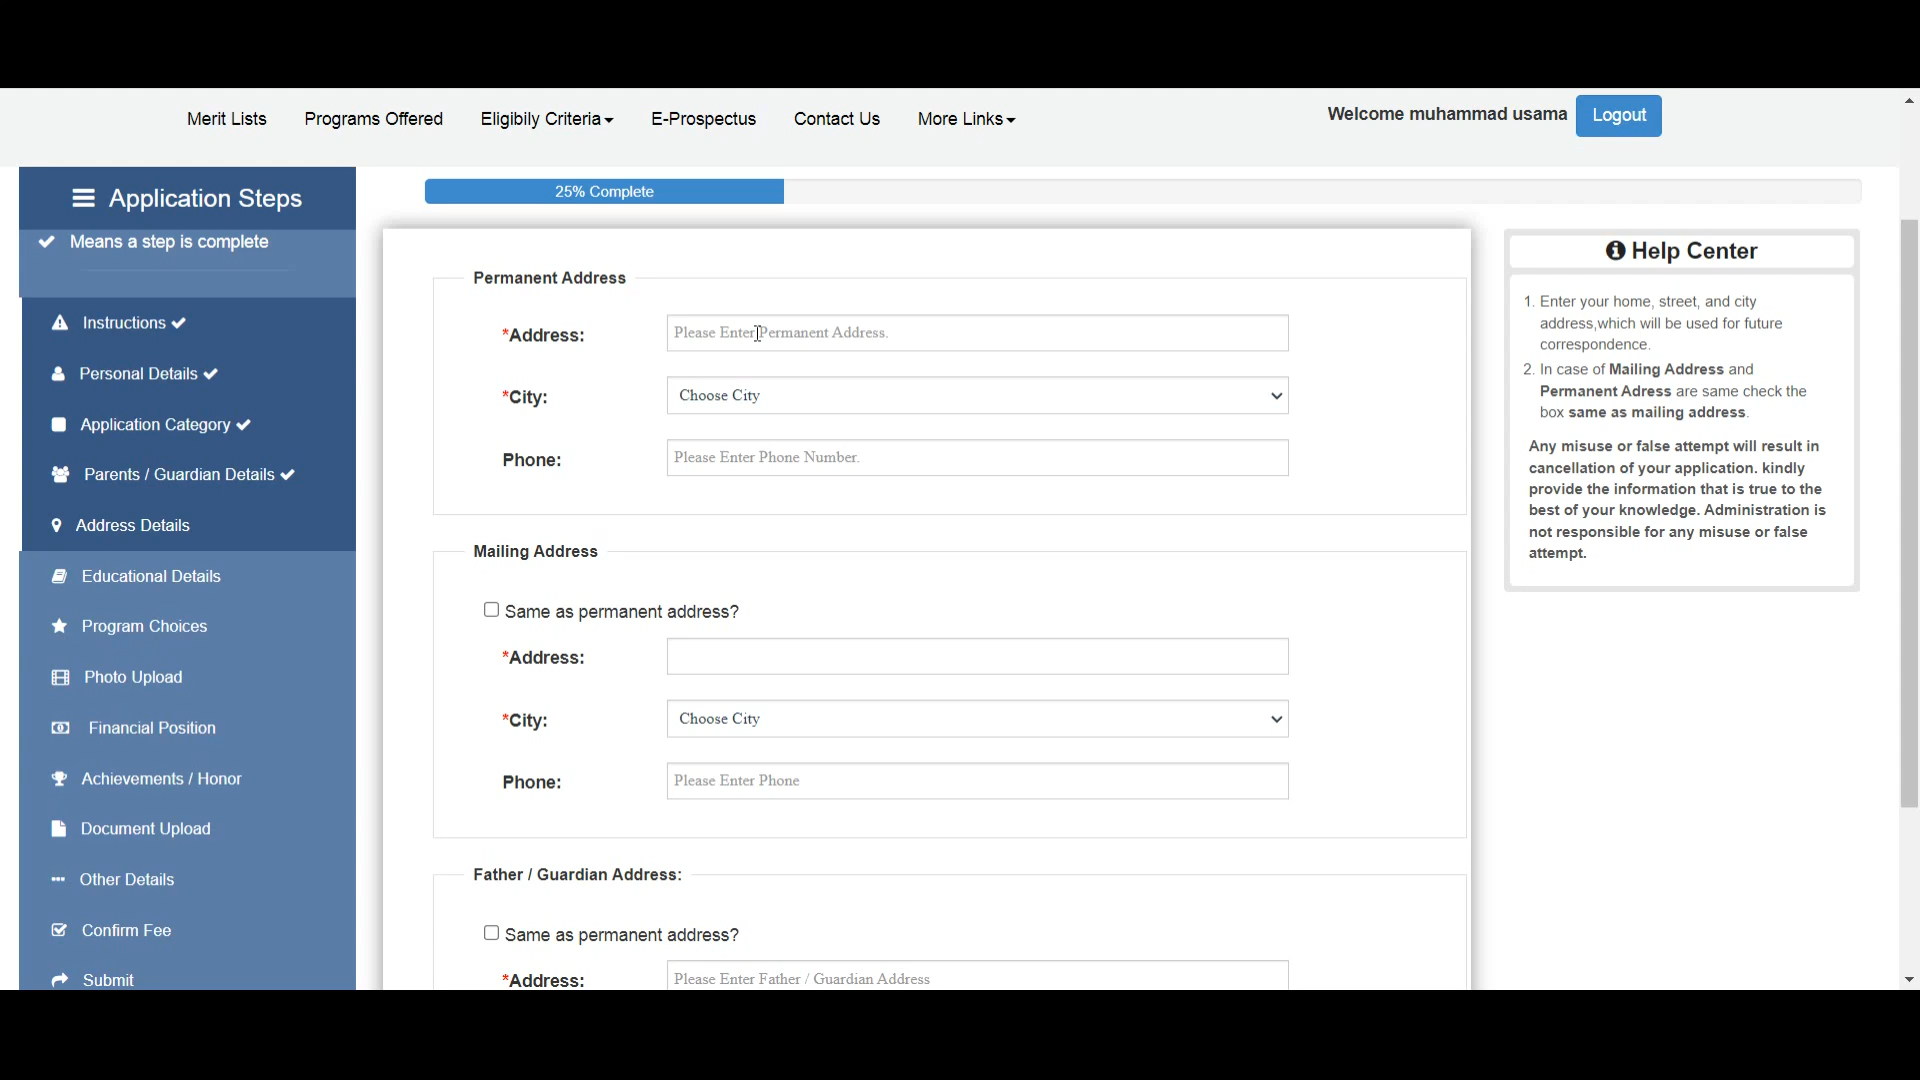 Merit Lists Programs Offered Eligibily Criteria E-Prospectus Contact Us More Links Welcome muhammad usama Logout
Application Steps
Means a step is complete
Instructions
Personal Details
Application Category
Parents / Guardian Details
Address Details
Educational Details
Program Choices
Photo Upload
Financial Position
Achievements / Honor
Document Upload
Other Details
Confirm Fee
Submit
25% Complete
Permanent Address
*Address: Please Enter Permanent Address.
*City: Choose City
Phone: Please Enter Phone Number.
Mailing Address
Same as permanent address?
*Address:
*City: Choose City
Phone: Please Enter Phone
Father / Guardian Address:
Same as permanent address?
*Address: Please Enter Father / Guardian Address
Help Center
1. Enter your home, street, and city
address,which will be used for future
correspondence.
2. In case of Mailing Address and
Permanent Adress are same check the
box same as mailing address.
Any misuse or false attempt will result in
cancellation of your application. kindly
provide the information that is true to the
best of your knowledge. Administration is
not responsible for any misuse or false
attempt.